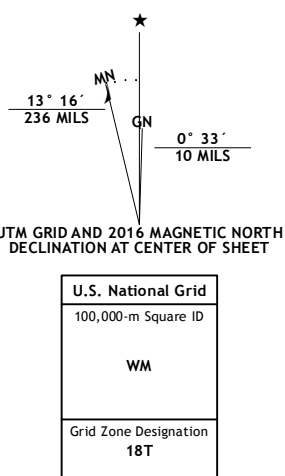 MN
13° 16´
236 MILS
GN
0° 33´
10 MILS
UTM GRID AND 2016 MAGNETIC NORTH
DECLINATION AT CENTER OF SHEET
U.S. National Grid
100,000-m Square ID
WM
Grid Zone Designation
18T